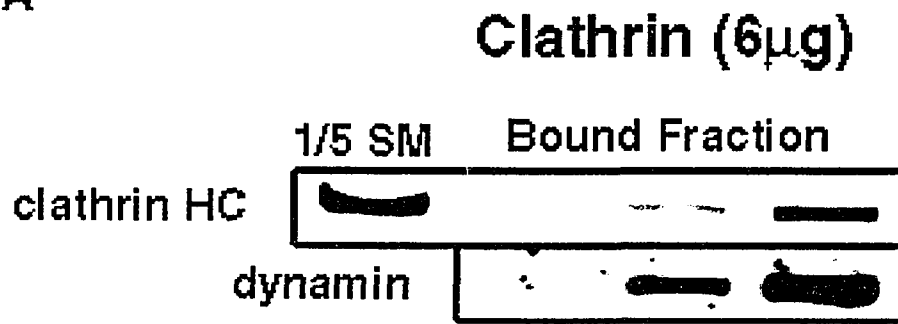 A
Clathrin (6µg)
1/5 SM Bound Fraction
clathrin HC
dynamin